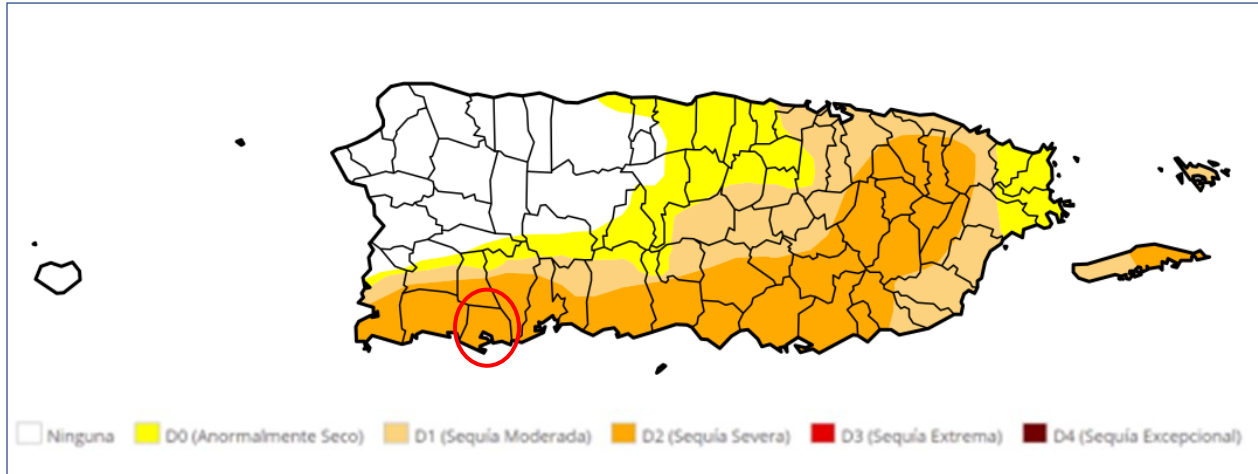 Ninguna D0 (Anormalmente Seco) D1 (Sequía Moderada) D2 (Sequía Severa) D3 (Sequía Extrema) D4 (Sequía Excepcional)